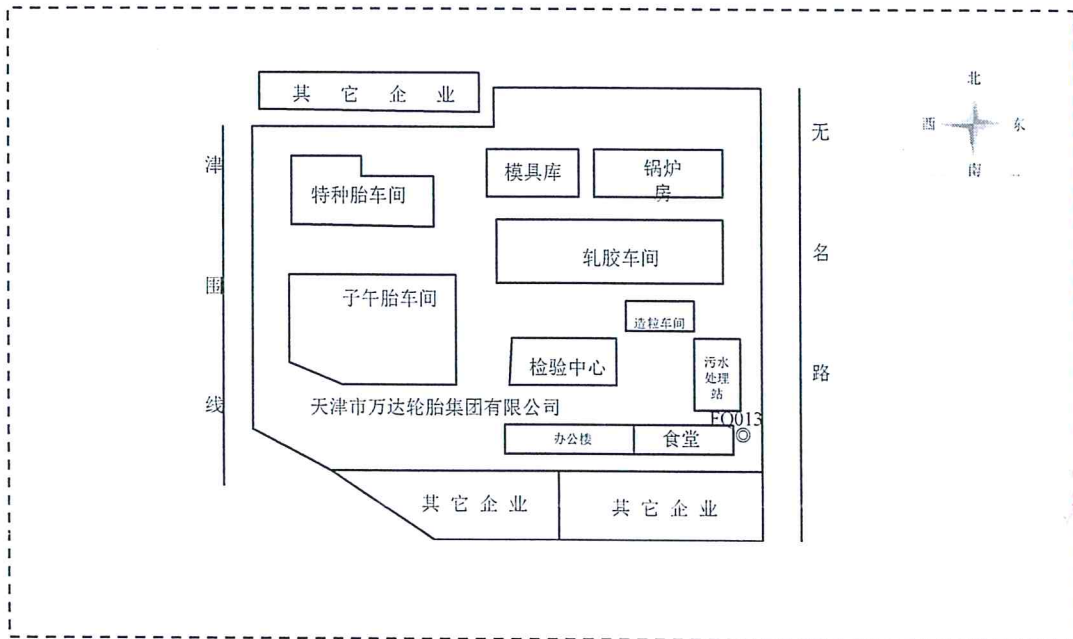 北
西 东
南
其它企业
无名路
津围线
特种胎车间
模具库
锅炉
房
轧胶车间
子午胎车间
造粒车间
检验中心
污水
处理
站
天津市万达轮胎集团有限公司
FQ013
办公楼
食堂
其它企业
其它企业